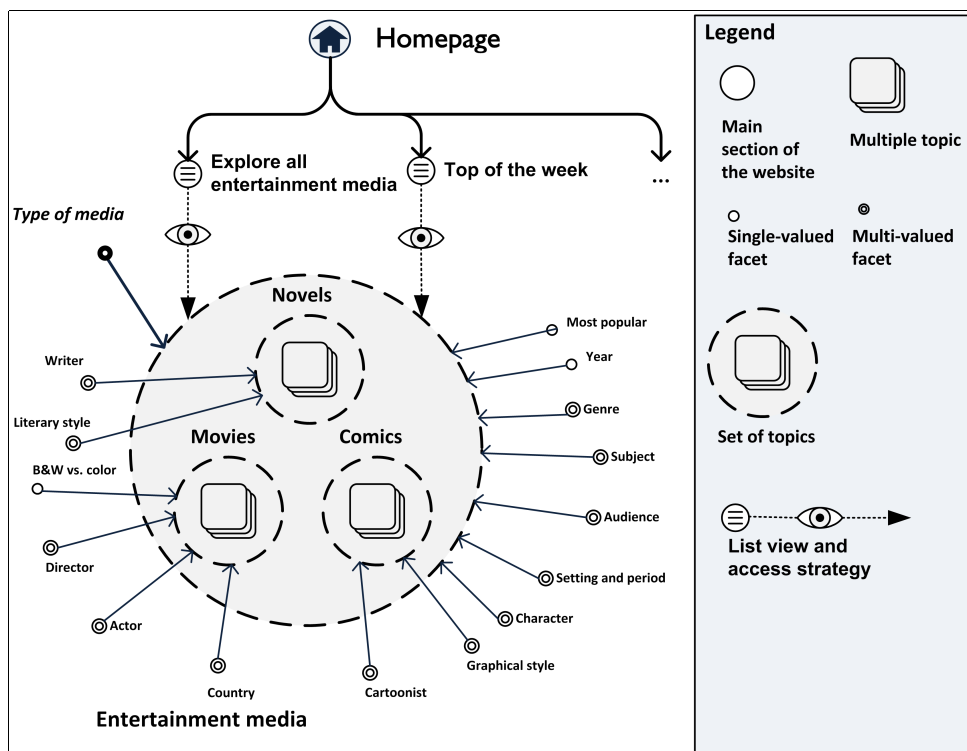 Homepage
Explore all
entertainment media
Top of the week
...
Type of media
Novels
Most popular
Writer
Year
Literary style
Genre
Movies
Comics
Subject
B&W vs. color
Audience
Director
Setting and period
Actor
Character
Graphical style
Country
Cartoonist
Entertainment media
Legend
Main
section of
the website
Multiple topic
Single-valued
facet
Multi-valued
facet
Set of topics
List view and
access strategy